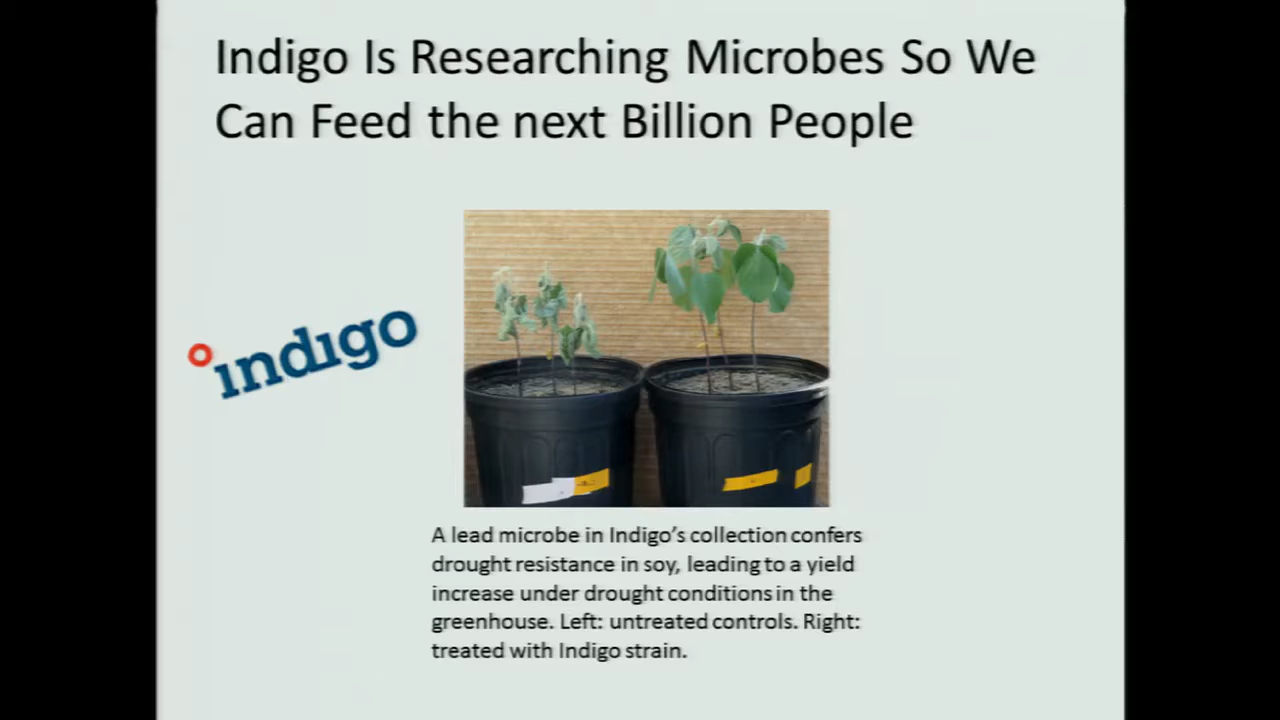 Indigo Is Researching Microbes So We
Can Feed the next Billion People
indigo
A lead microbe in Indigo's collection confers
drought resistance in soy, leading to a yield
increase under drought conditions in the
greenhouse. Left: untreated controls. Right:
treated with Indigo strain.